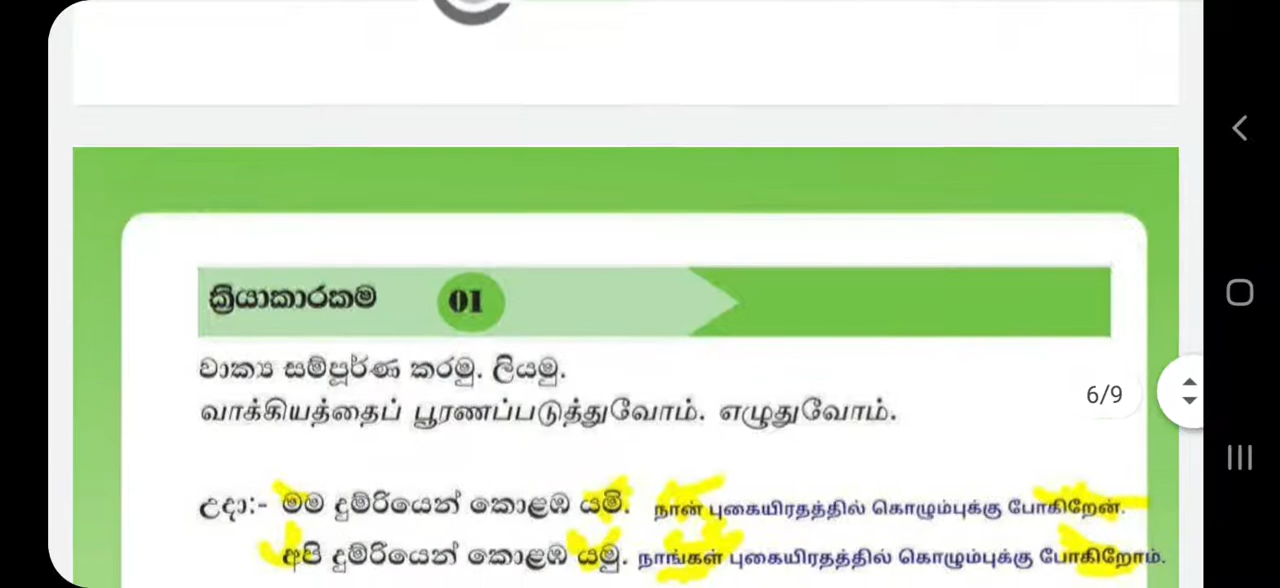 ක්‍රියාකාරකම 01
වාක්‍ය සම්පූර්ණ කරමු. ලියමු.
வாக்கியத்தைப் பூரணப்படுத்துவோம். எழுதுவோம்.
6/9
உதா:- මම දුම්රියෙන් කොළඹ යමි. நான் புகையிரதத்தில் கொழும்புக்கு போகிறேன்.
අපි දුම්රියෙන් කොළඹ යමු. நாங்கள் புகையிரதத்தில் கொழும்புக்கு போகிறோம்.